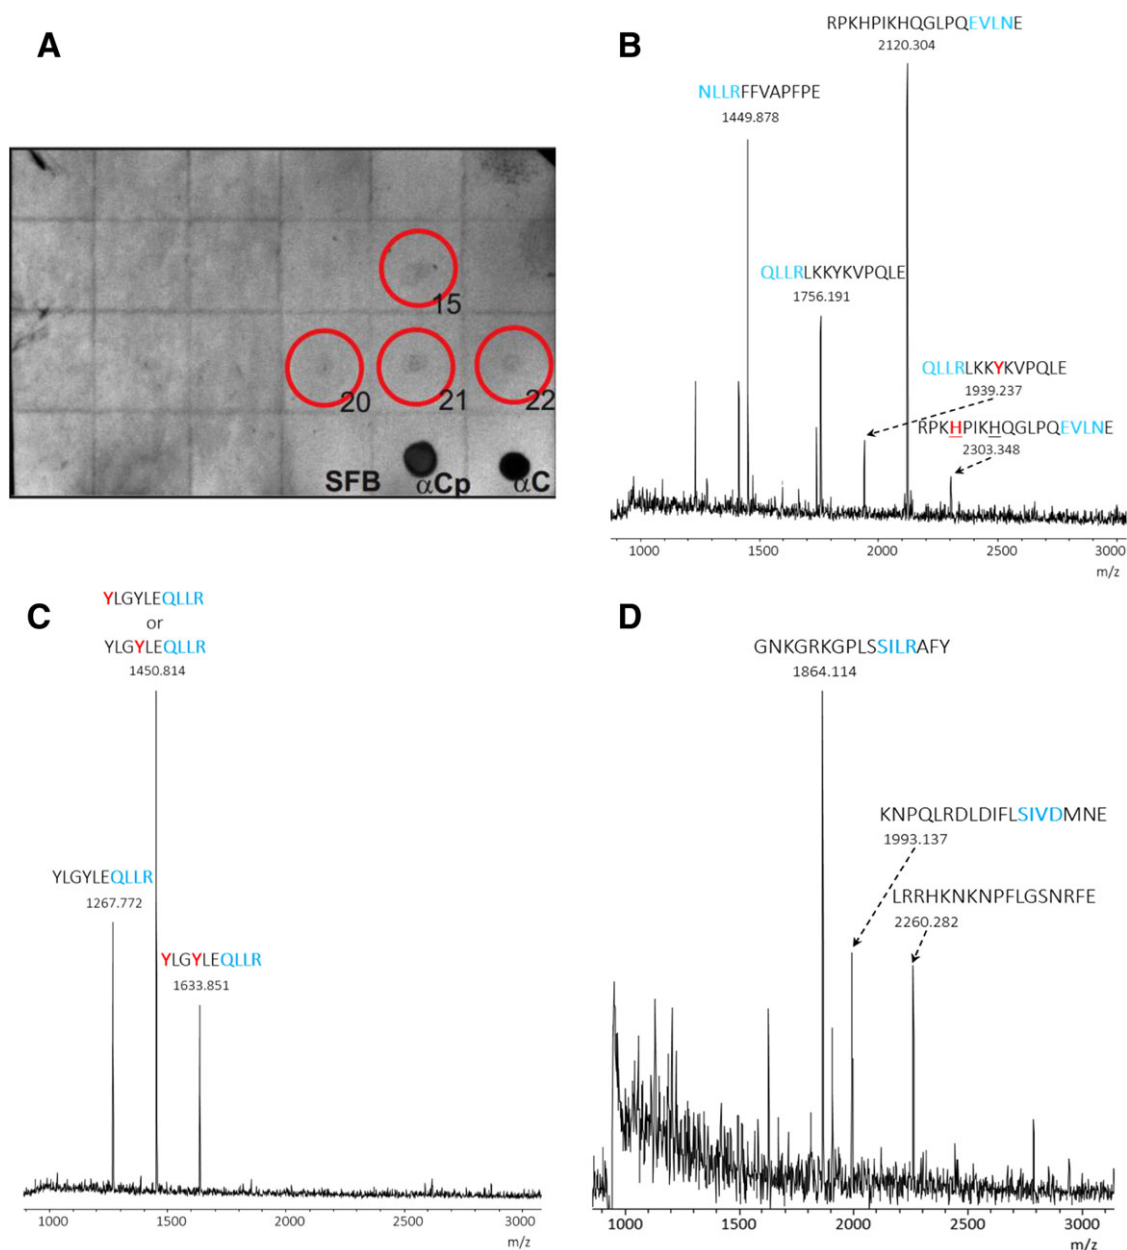 A
15
20
21
22
SFB
αCp
αC
B
RPKHPIKHQGLPQEVLNE
2120.304
NLLRFFVAPFPE
1449.878
QLLRLKKYKVPQLE
1756.191
QLLRLKKYKVPQLE
1939.237
RPKHPIKHQGLPQEVLNE
2303.348
1000 1500 2000 2500 3000
m/z
C
YLGYLEQLLR
or
YLGYLEQLLR
1450.814
YLGYLEQLLR
1267.772
YLGYLEQLLR
1633.851
1000 1500 2000 2500 3000
m/z
D
GNKGRKGPLSSILRAFY
1864.114
KNPQLRDLDIFLSIVDMNE
1993.137
LRRHKNKNPFLGSNRFE
2260.282
1000 1500 2000 2500 3000
m/z